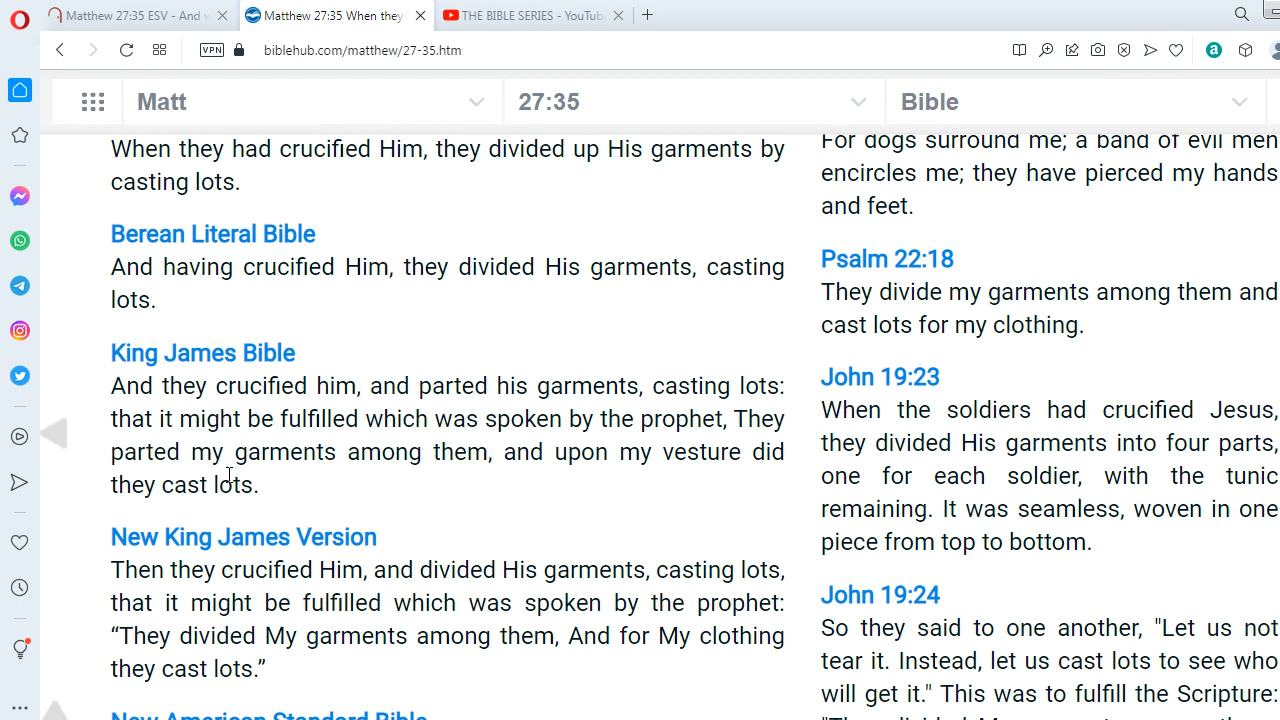 Matthew 27:35 ESV - And
Matthew 27:35 When they
THE BIBLE SERIES - YouTub
VPN
biblehub.com/matthew/27-35.htm
a
Matt
27:35
Bible
When they had crucified Him, they divided up His garments by
casting lots.
Berean Literal Bible
And having crucified Him, they divided His garments, casting
lots.
King James Bible
And they crucified him, and parted his garments, casting lots:
that it might be fulfilled which was spoken by the prophet, They
parted my garments among them, and upon my vesture did
they cast lots.
New King James Version
Then they crucified Him, and divided His garments, casting lots,
that it might be fulfilled which was spoken by the prophet:
“They divided My garments among them, And for My clothing
they cast lots.”
New American Standard Bible
For dogs surround me; a band of evil men
encircles me; they have pierced my hands
and feet.
Psalm 22:18
They divide my garments among them and
cast lots for my clothing.
John 19:23
When the soldiers had crucified Jesus,
they divided His garments into four parts,
one for each soldier, with the tunic
remaining. It was seamless, woven in one
piece from top to bottom.
John 19:24
So they said to one another, "Let us not
tear it. Instead, let us cast lots to see who
will get it." This was to fulfill the Scripture: